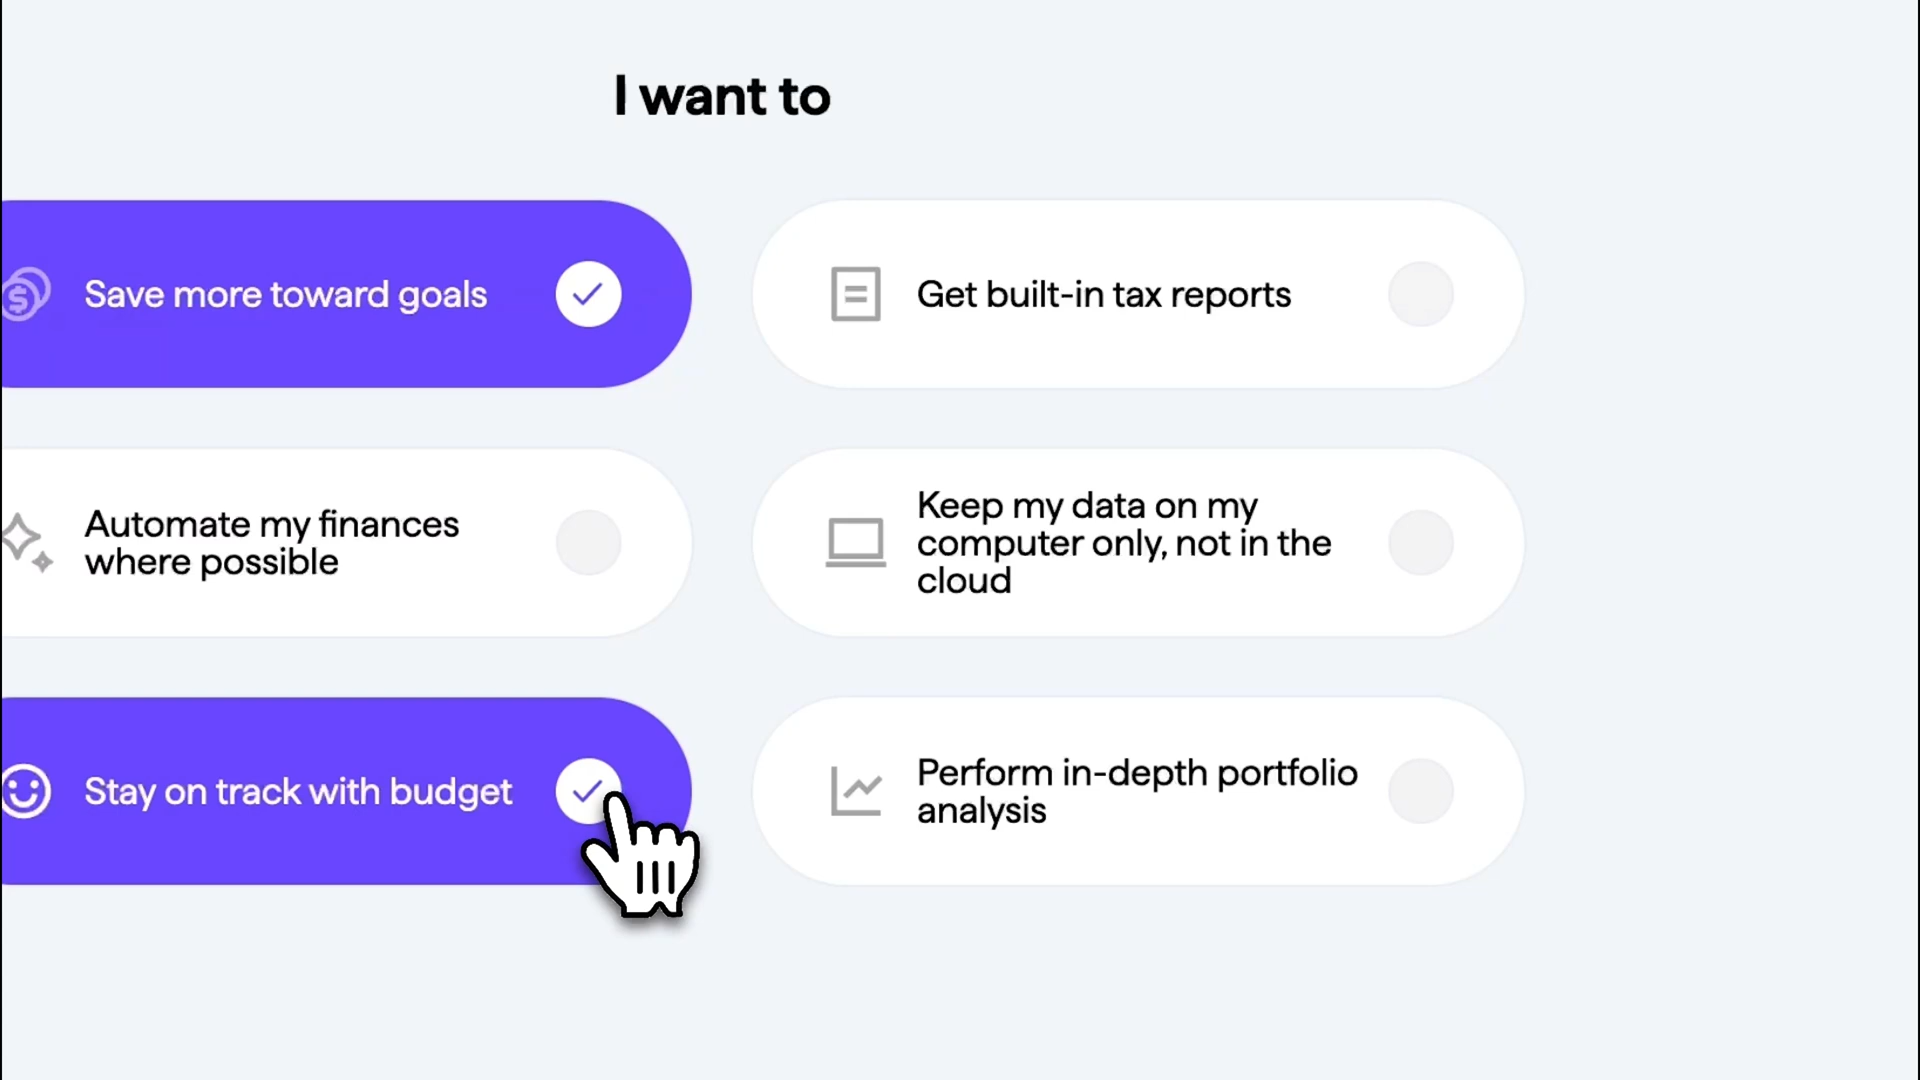 I want to
Save more toward goals
Get built-in tax reports
Automate my finances
where possible
Keep my data on my
computer only, not in the
cloud
Stay on track with budget
Perform in-depth portfolio
analysis